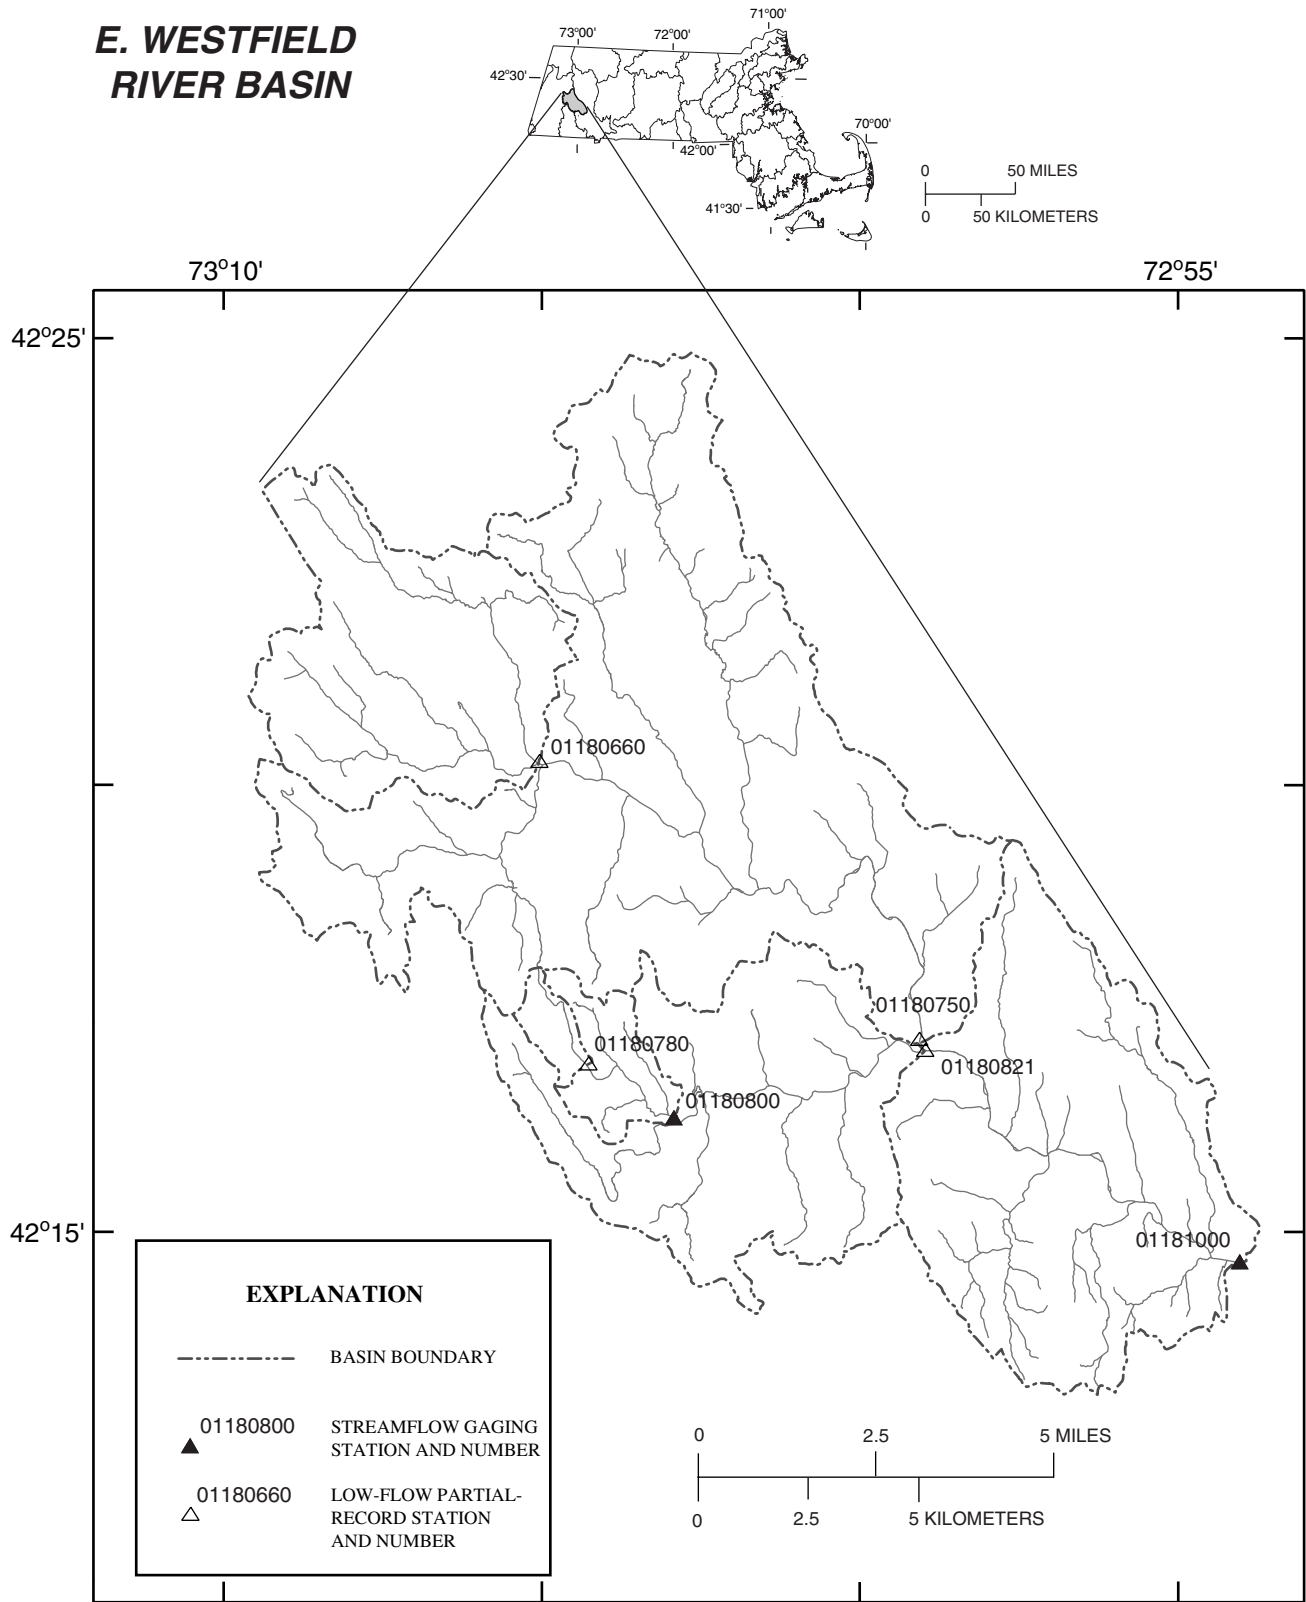 E. WESTFIELD
RIVER BASIN
71°00'
73°00'
72°00'
42°30'
70°00'
42°00'
41°30'
0 50 MILES
0 50 KILOMETERS
73°10'
72°55'
42°25'
01180660
01180750
01180780
01180821
01180800
42°15'
01181000
EXPLANATION
BASIN BOUNDARY
01180800 STREAMFLOW GAGING
STATION AND NUMBER
01180660 LOW-FLOW PARTIAL-
RECORD STATION
AND NUMBER
0 2.5 5 MILES
0 2.5 5 KILOMETERS